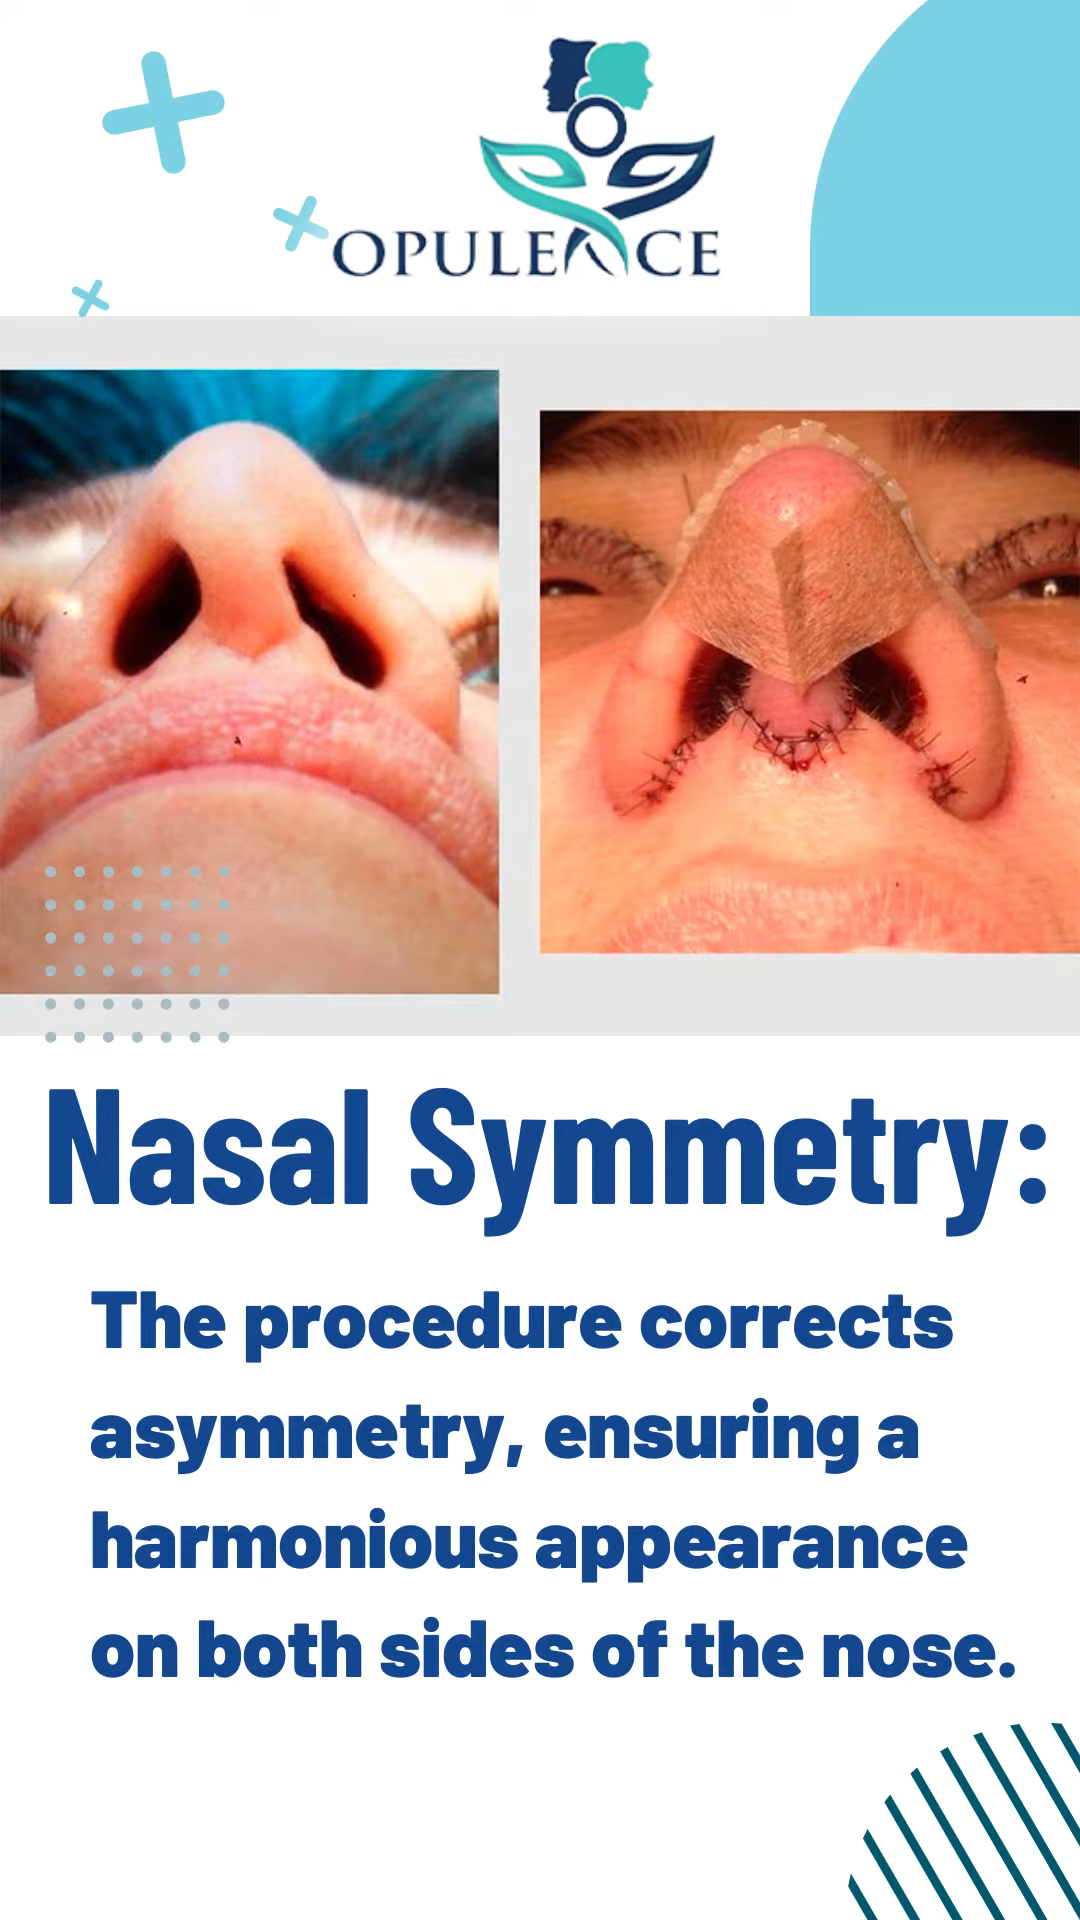 OPULENCE
Nasal Symmetry:
The procedure corrects
asymmetry, ensuring a
harmonious appearance
on both sides of the nose.